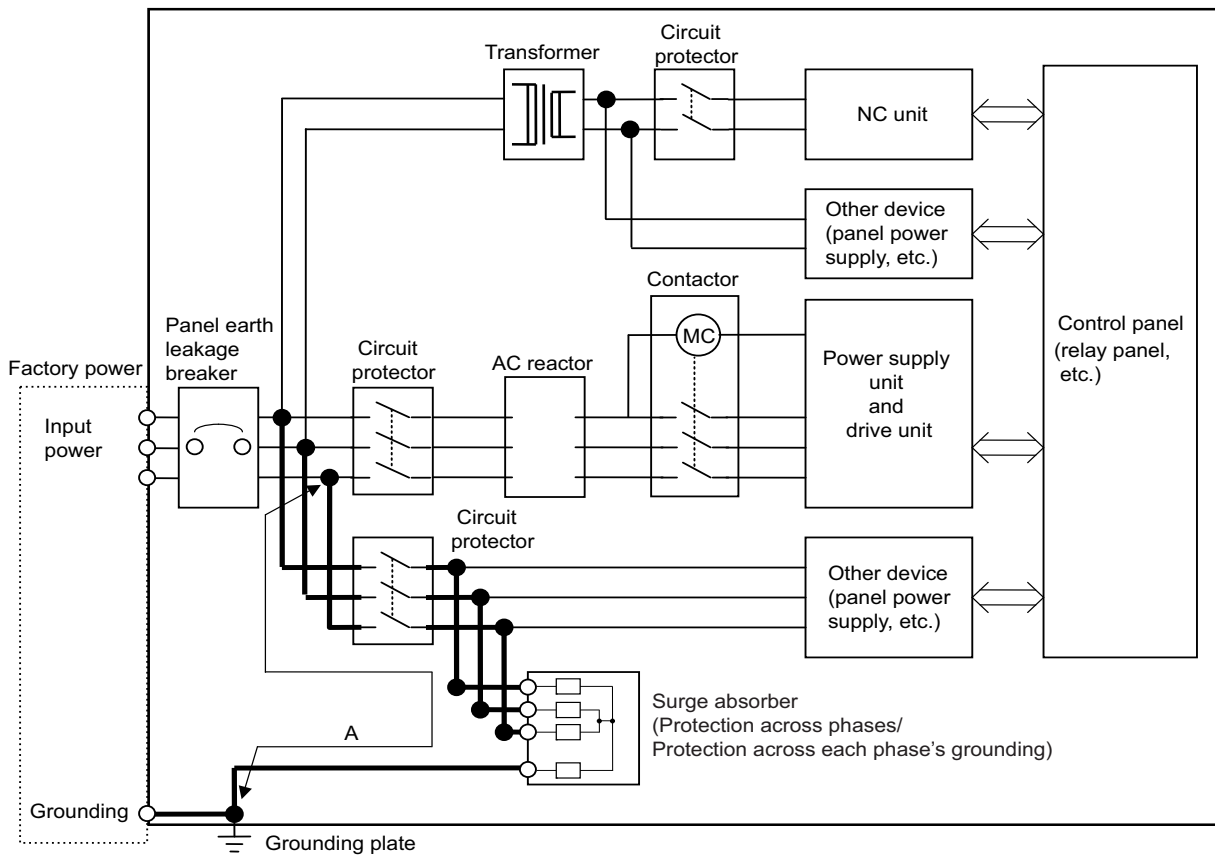 Transformer
Circuit
protector
NC unit
Other device
(panel power
supply, etc.)
Contactor
MC
Control panel
(relay panel,
etc.)
Panel earth
leakage
breaker
Factory power
Circuit
protector
AC reactor
Power supply
unit
and
drive unit
Input
power
Circuit
protector
Other device
(panel power
supply, etc.)
Surge absorber
(Protection across phases/
Protection across each phase's grounding)
A
Grounding
Grounding plate